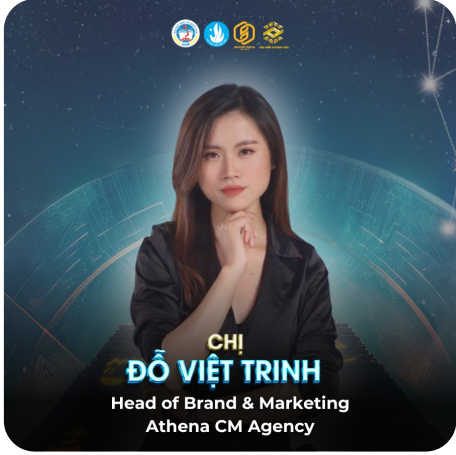 CHỊ
ĐỖ VIỆT TRINH
Head of Brand & Marketing
Athena CM Agency